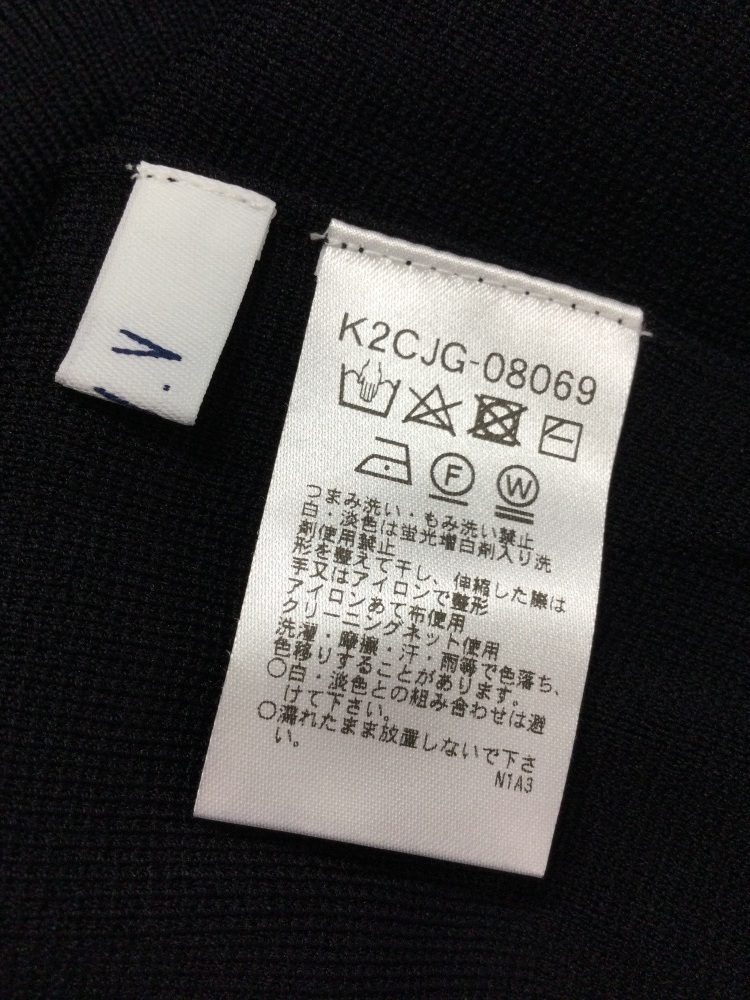 V.
K2CJG-08069
F
W
つまみ洗い・もみ洗い禁止
白・淡色は蛍光増白剤入り洗
剤使用禁止
形を整えて干し、伸縮した際は
手又はアイロンで整形
アイロンあて布使用
クリーニングネット使用
洗濯・摩擦・汗・雨等で色落ち、
色移りすることがあります。
○白・淡色との組み合わせは避
けて下さい。
○濡れたまま放置しないで下さ
い。
N1A3